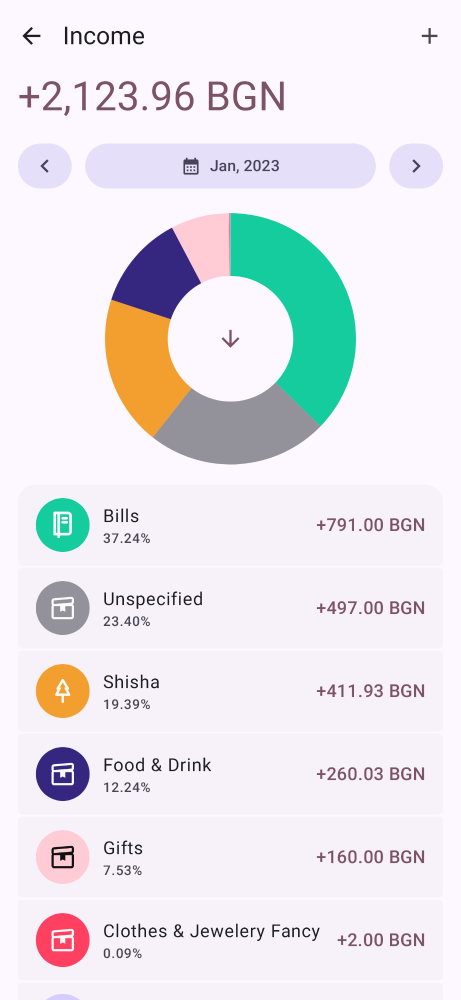 Income
+2,123.96 BGN
Jan, 2023
Bills
37.24%
+791.00 BGN
Unspecified
23.40%
+497.00 BGN
Shisha
19.39%
+411.93 BGN
Food & Drink
12.24%
+260.03 BGN
Gifts
7.53%
+160.00 BGN
Clothes & Jewelery Fancy
0.09%
+2.00 BGN